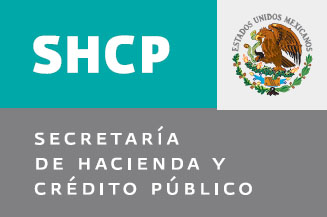 SHCP
ESTADOS UNIDOS MEXICANOS
SECRETARÍA
DE HACIENDA Y
CRÉDITO PÚBLICO